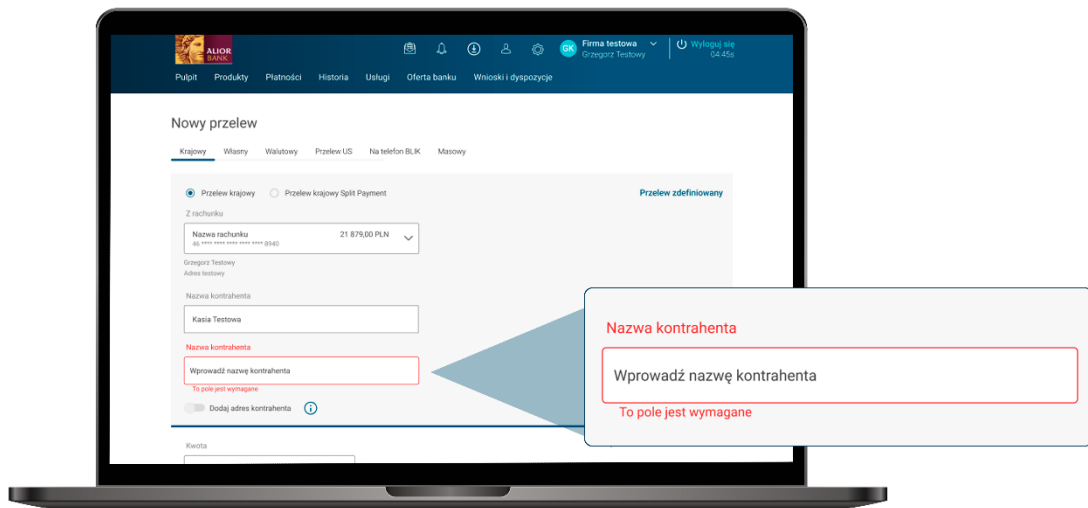 ALIOR
BANK
GK
Firma testowa
Grzegorz Testowy
Wyloguj się
04:45s
Pulpit Produkty Płatności Historia Usługi Oferta banku Wnioski i dyspozycje
Nowy przelew
Krajowy Własny Walutowy Przelew US Na telefon BLIK Masowy
Przelew krajowy Przelew krajowy Split Payment Przelew zdefiniowany
Z rachunku
Nazwa rachunku 21 879,00 PLN
46 **** **** **** **** **** 8940
Grzegorz Testowy
Adres testowy
Nazwa kontrahenta
Kasia Testowa
Nazwa kontrahenta
Wprowadź nazwę kontrahenta
To pole jest wymagane
Dodaj adres kontrahenta
Kwota
Nazwa kontrahenta
Wprowadź nazwę kontrahenta
To pole jest wymagane